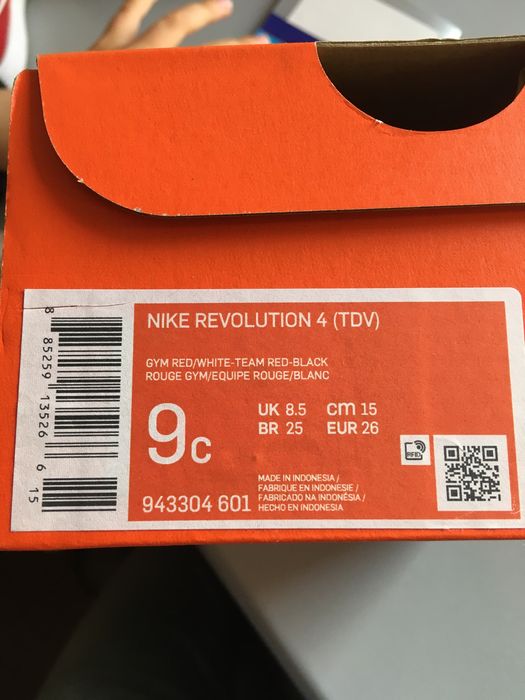 NIKE REVOLUTION 4 (TDV)
GYM RED/WHITE-TEAM RED-BLACK
ROUGE GYM/EQUIPE ROUGE/BLANC
9C
UK 8.5 cm 15
BR 25 EUR 26
RFID
MADE IN INDONESIA /
FABRIQUE EN INDONESIE /
FABRICADO NA INDONÉSIA /
HECHO EN INDONESIA
943304 601
8 85259 13526 6 15